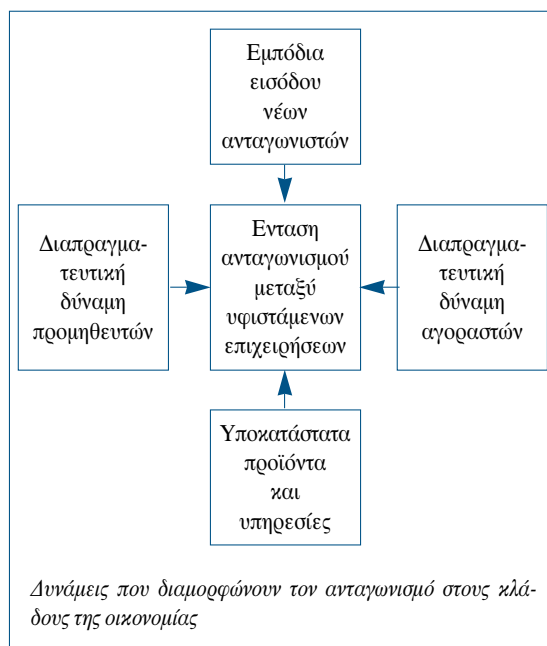 Εμπόδια
εισόδου
νέων
ανταγωνιστών
Διαπραγμα-
τευτική
δύναμη
προμηθευτών
Ενταση
ανταγωνισμού
μεταξύ
υφιστάμενων
επιχειρήσεων
Διαπραγμα-
τευτική
δύναμη
αγοραστών
Υποκατάστατα
προϊόντα
και
υπηρεσίες
Δυνάμεις που διαμορφώνουν τον ανταγωνισμό στους κλά-
δους της οικονομίας